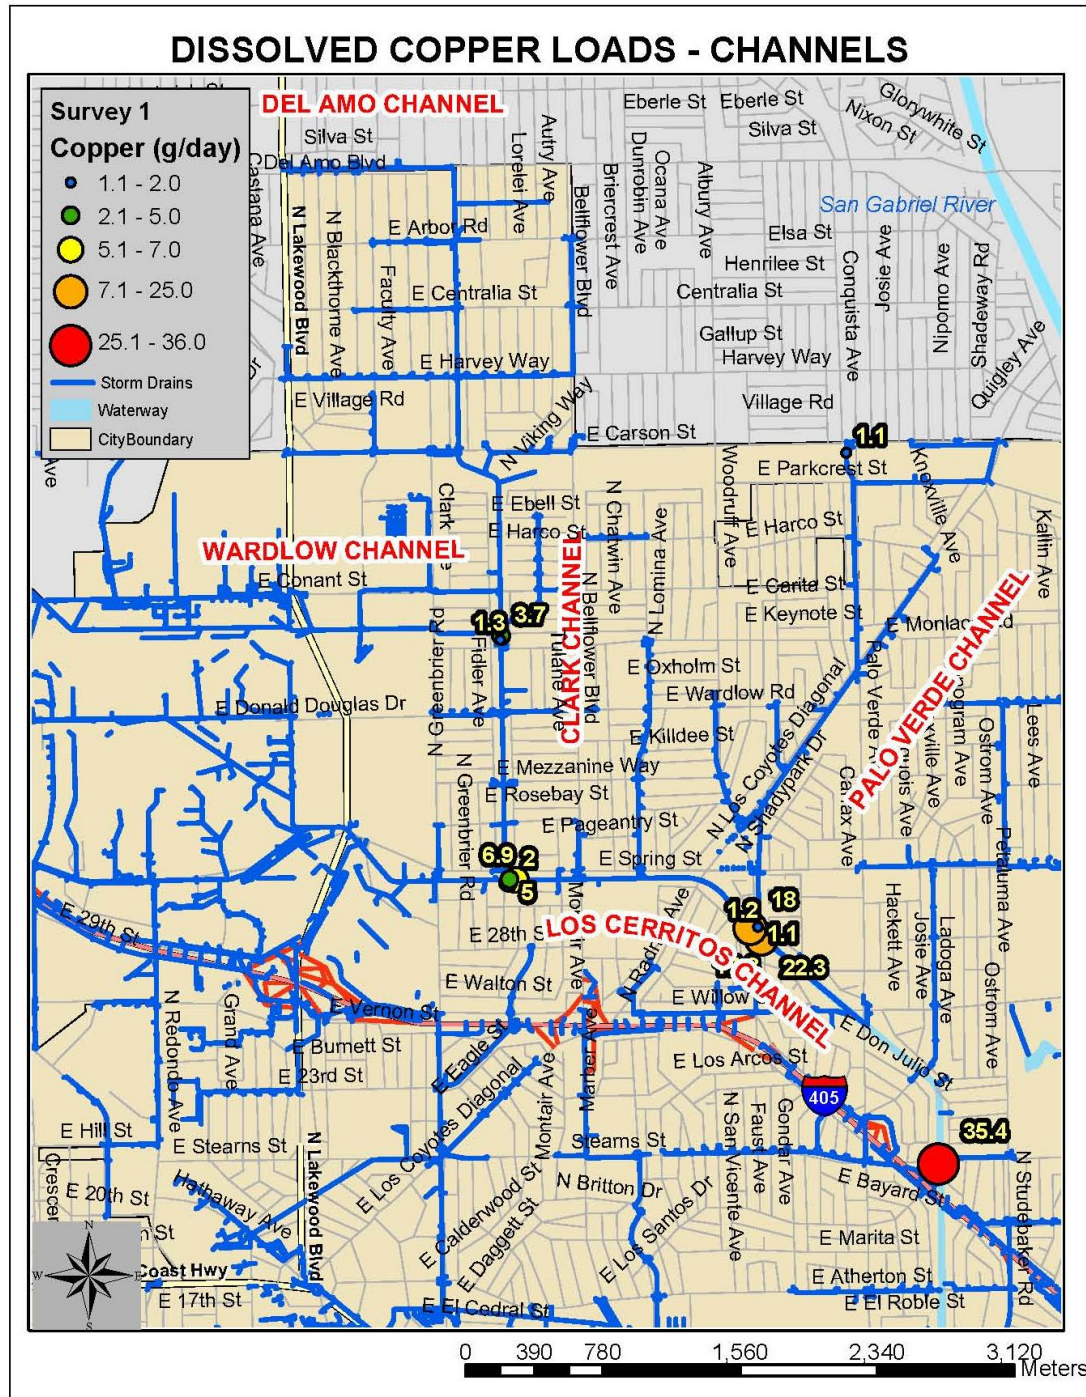 DISSOLVED COPPER LOADS - CHANNELS
Survey 1
Copper (g/day)
1.1 - 2.0
2.1 - 5.0
5.1 - 7.0
7.1 - 25.0
25.1 - 36.0
Storm Drains
Waterway
CityBoundary
DEL AMO CHANNEL
Silva St
Del Amo Blvd
Lorelei Ave
Autry Ave
Eberle St
Eberle St
Silva St
Nixon St
Glorywhite St
Dunrobin Ave
Ocana Ave
Albury Ave
Briercrest Ave
Bellflower Blvd
San Gabriel River
N Lakewood Blvd
N Blackthorne Ave
Faculty Ave
E Arbor Rd
Elsa St
Henrilee St
Conquista Ave
Josie Ave
Nipomo Ave
Shadeway Rd
E Centralia St
Centralia St
Gallup St
Harvey Way
E Harvey Way
Quigley Ave
E Village Rd
Village Rd
N Viking Way
E Carson St
1.1
E Parkcrest St
Woodruff Ave
Knoxville Ave
Kallin Ave
E Ebell St
E Harco St
E Harco St
N Chatwin Ave
N Lomina Ave
WARDLOW CHANNEL
CLARK CHANNEL
E Conant St
N Bellflower Blvd
E Carita St
E Keynote St
1.3
3.7
Fidler Ave
Tulane Ave
N Greenbrier Rd
E Oxholm St
E Wardlow Rd
PALO VERDE CHANNEL
E Donald Douglas Dr
E Killdee St
N Los Coyotes Diagonal
N Shadypark Dr
Ostrom Ave
Lees Ave
E Mezzanine Way
E Rosebay St
N Greenbrier Rd
E Pageantry St
E Spring St
Petaluma Ave
6.9
2
5
E 29th St
E 28th St
LOS CERRITOS CHANNEL
1.2
18
1.1
22.3
Hackett Ave
Josie Ave
Ladoga Ave
Ostrom Ave
E Walton St
E Willow
N Redondo Ave
Grand Ave
E Vernon St
E Burnett St
E 23rd St
E Eagle St
E Los Coyotes Diagonal
Montair Ave
E Los Arcos St
E Don Julio St
405
E Hill St
E Stearns St
Stearns St
35.4
N San Vicente Ave
Faust Ave
Gondar Ave
E 20th St
Hathaway Ave
N Lakewood Blvd
E Calderwood St
E Daggett St
N Britton Dr
E Los Santos Dr
E Bayard St
N Studebaker Rd
E Marita St
Coast Hwy
E 17th St
E El Cedral St
E Atherton St
E El Roble St
N
W
E
S
0 390 780 1,560 2,340 3,120
Meters